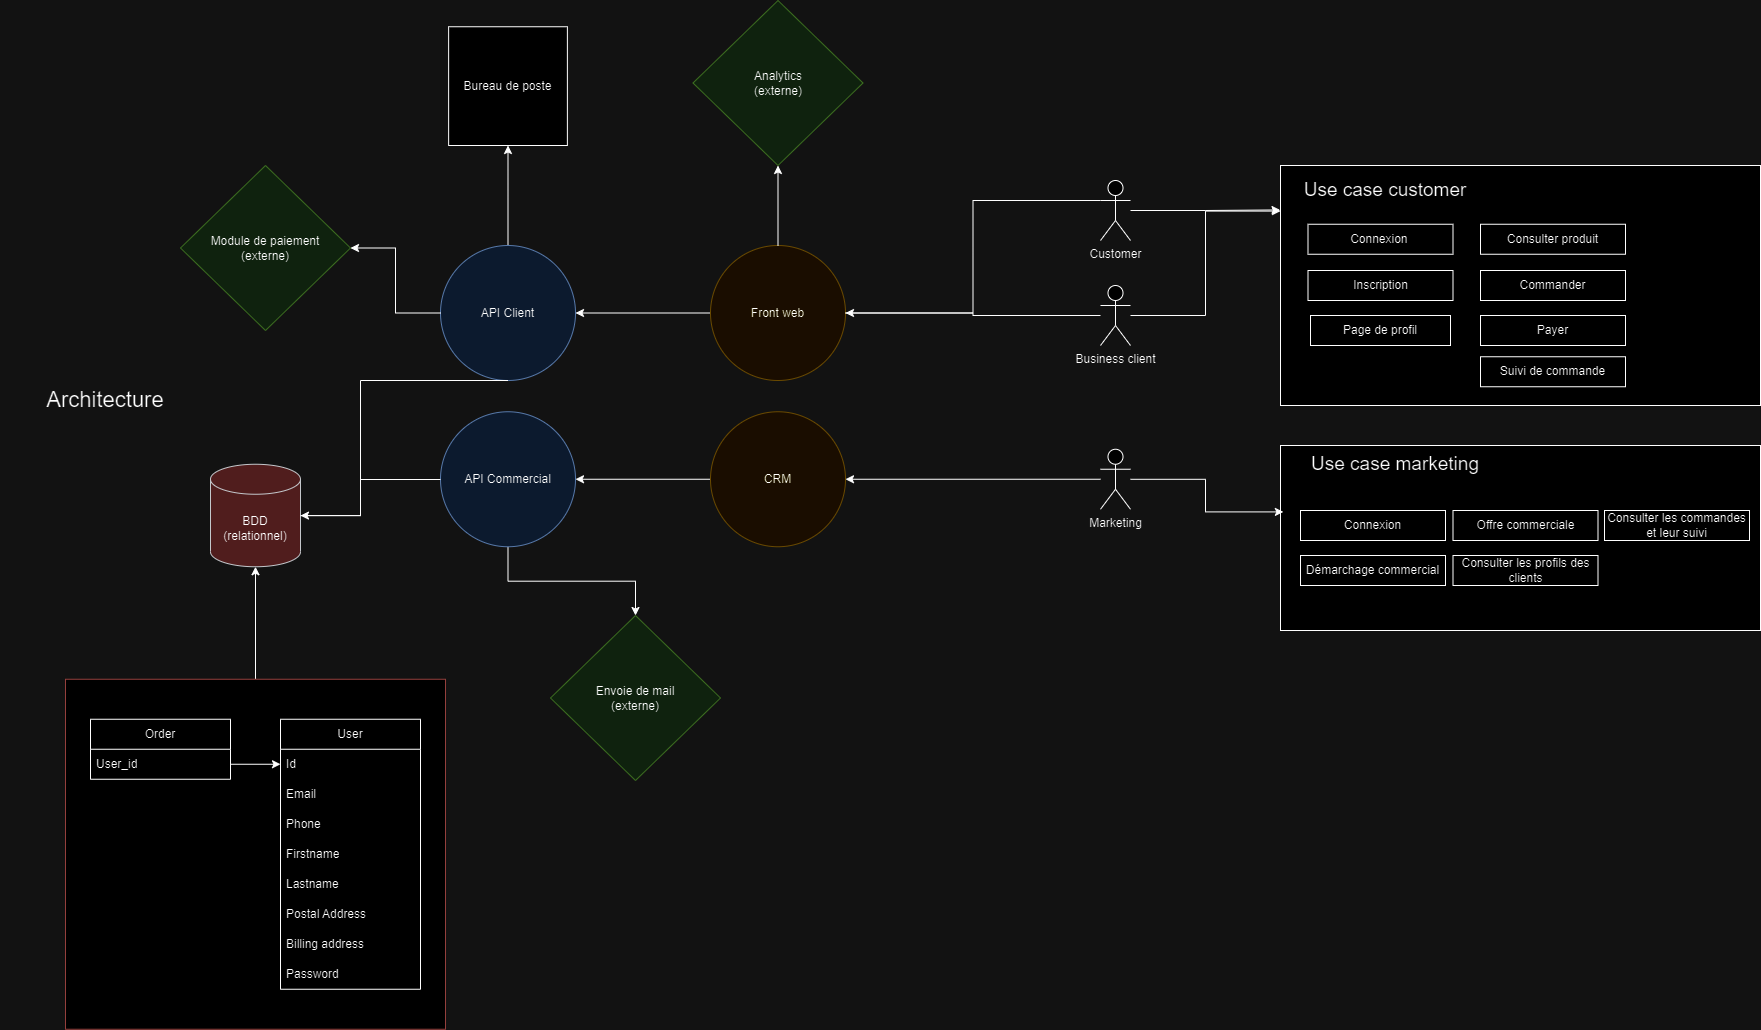 Bureau de poste
Analytics
(externe)
Module de paiement
(externe)
API Client
Front web
Customer
Business client
Use case customer
Connexion
Consulter produit
Inscription
Commander
Page de profil
Payer
Suivi de commande
Architecture
API Commercial
CRM
Marketing
Use case marketing
Connexion
Offre commerciale
Consulter les commandes
et leur suivi
Démarchage commercial
Consulter les profils des
clients
BDD
(relationnel)
Envoie de mail
(externe)
Order
User_id
User
Id
Email
Phone
Firstname
Lastname
Postal Address
Billing address
Password